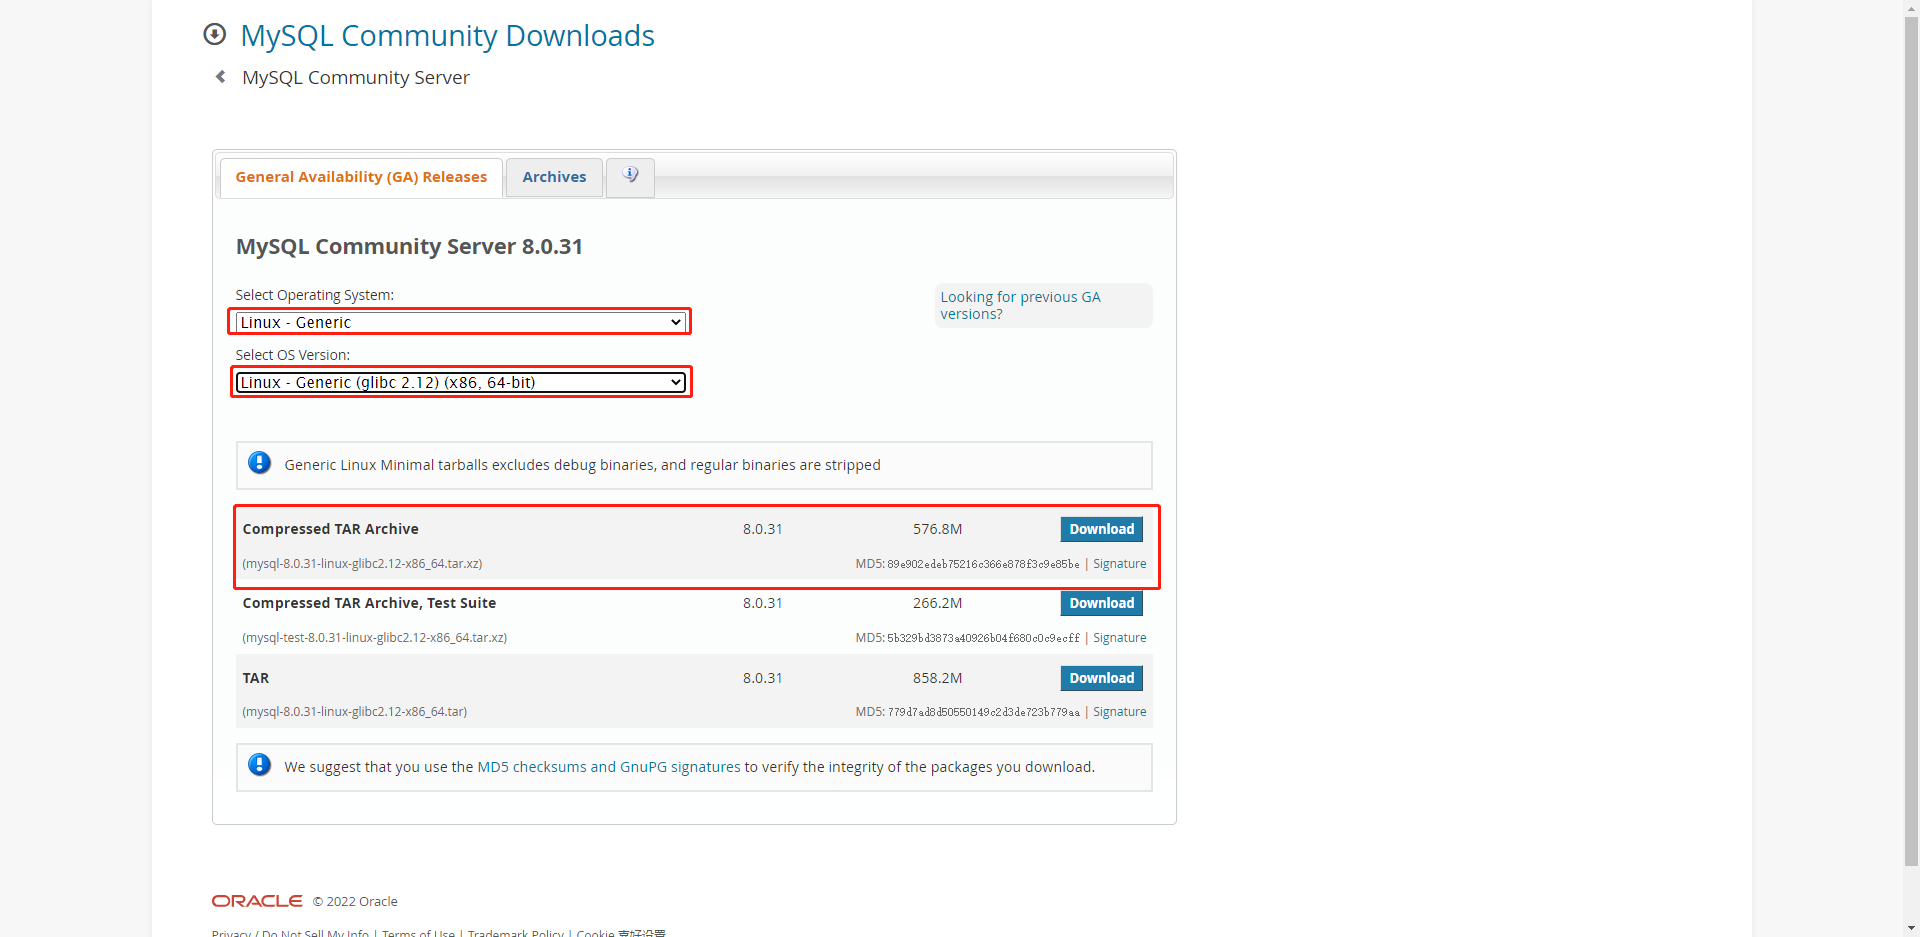 MySQL Community Downloads
MySQL Community Server
General Availability (GA) Releases Archives
MySQL Community Server 8.0.31
Select Operating System:
Looking for previous GA versions?
Linux - Generic
Select OS Version:
Linux - Generic (glibc 2.12) (x86, 64-bit)
Generic Linux Minimal tarballs excludes debug binaries, and regular binaries are stripped
Compressed TAR Archive 8.0.31 576.8M Download
(mysql-8.0.31-linux-glibc2.12-x86_64.tar.xz) MD5: 89e902edeb75216c366e878f3c9e85be | Signature
Compressed TAR Archive, Test Suite 8.0.31 266.2M Download
(mysql-test-8.0.31-linux-glibc2.12-x86_64.tar.xz) MD5: 5b329bd3873a40926b04f680c0c9ecff | Signature
TAR 8.0.31 858.2M Download
(mysql-8.0.31-linux-glibc2.12-x86_64.tar) MD5: 779d7ad8d50550149c2d3de723b779aa | Signature
We suggest that you use the MD5 checksums and GnuPG signatures to verify the integrity of the packages you download.
ORACLE © 2022 Oracle
Privacy / Do Not Sell My Info | Terms of Use | Trademark Policy | Cookie 喜好设置